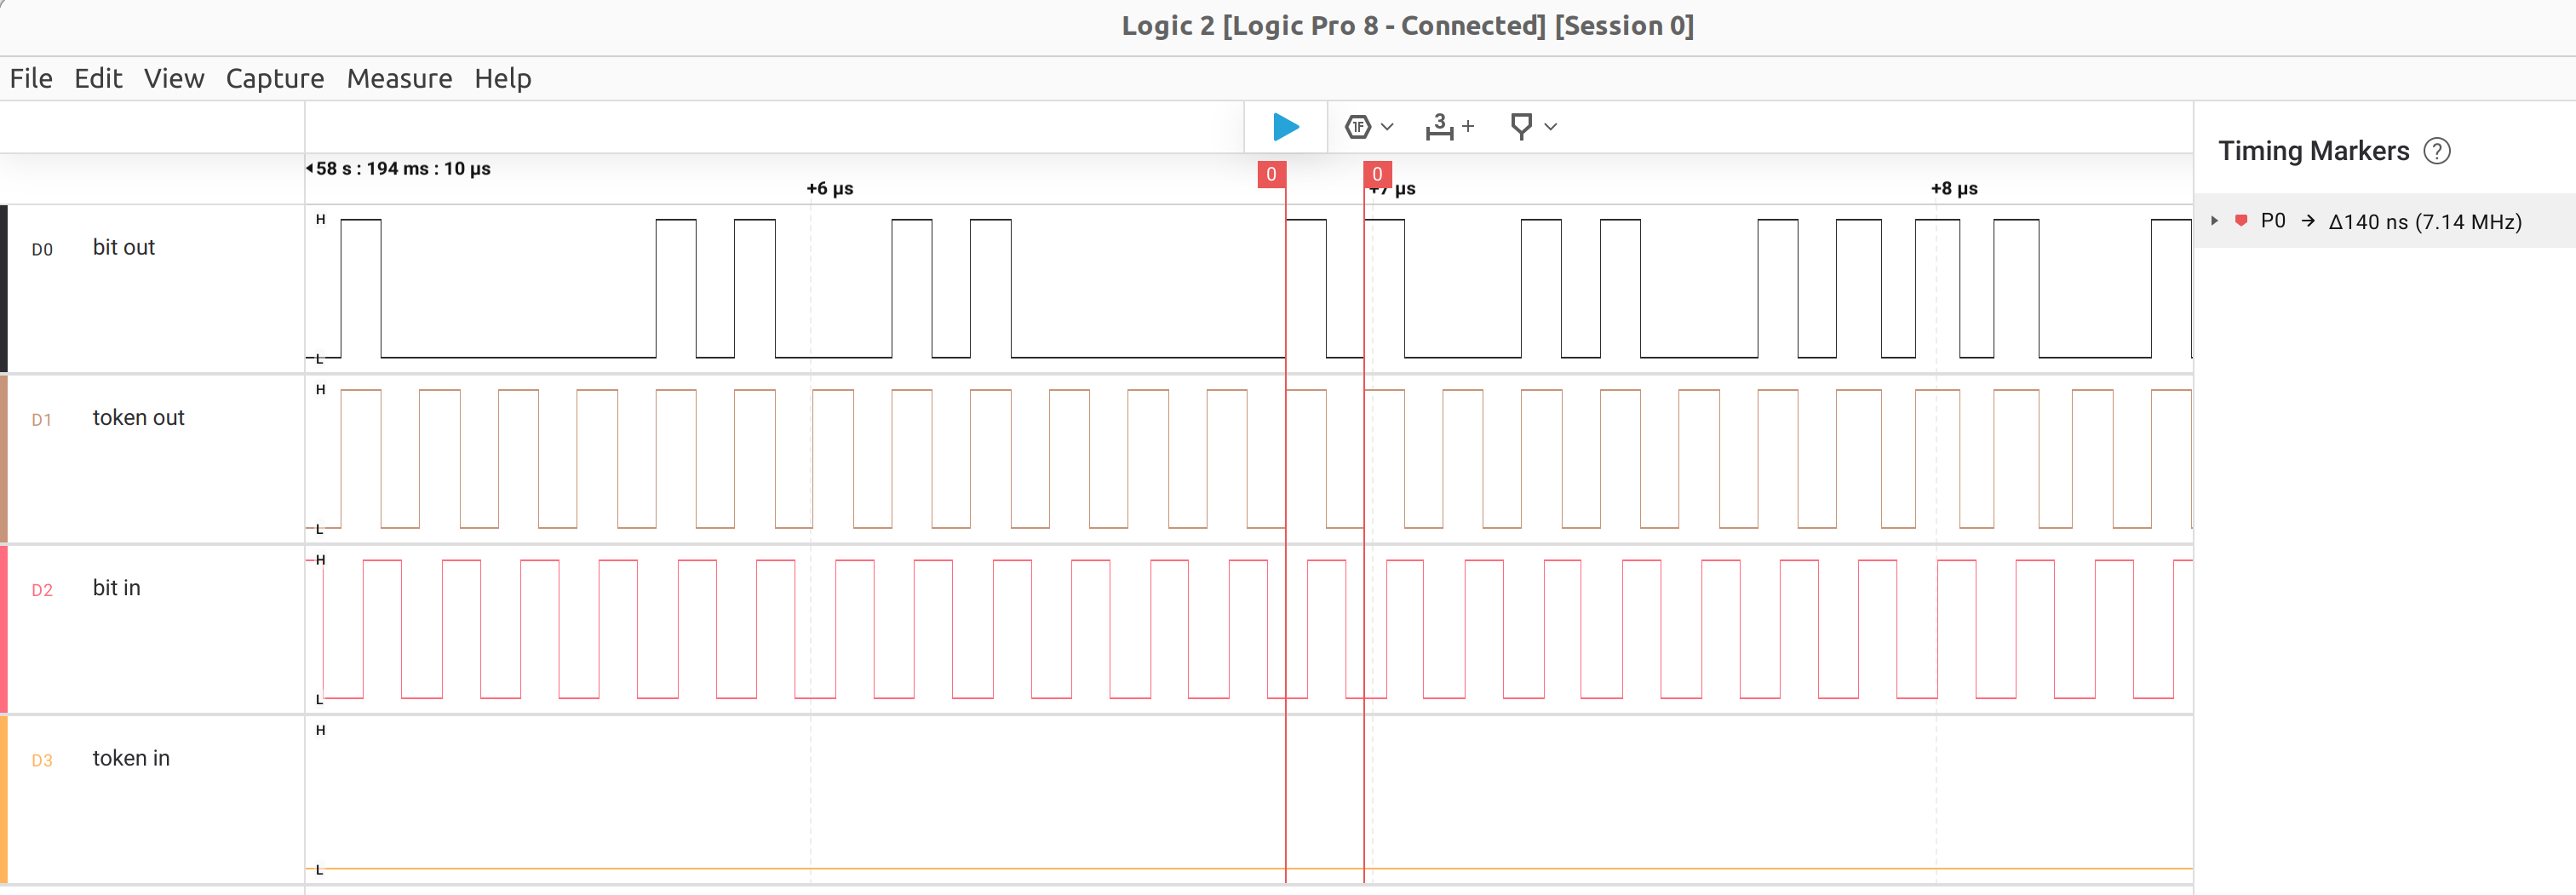 Logic 2 [Logic Pro 8 - Connected] [Session 0]
File Edit View Capture Measure Help
1F 3 +
58 s : 194 ms : 10 µs
0 0
+6 µs +7 µs +8 µs
Timing Markers ?
P0 → Δ140 ns (7.14 MHz)
H
D0 bit out
L
H
D1 token out
L
H
D2 bit in
L
H
D3 token in
L